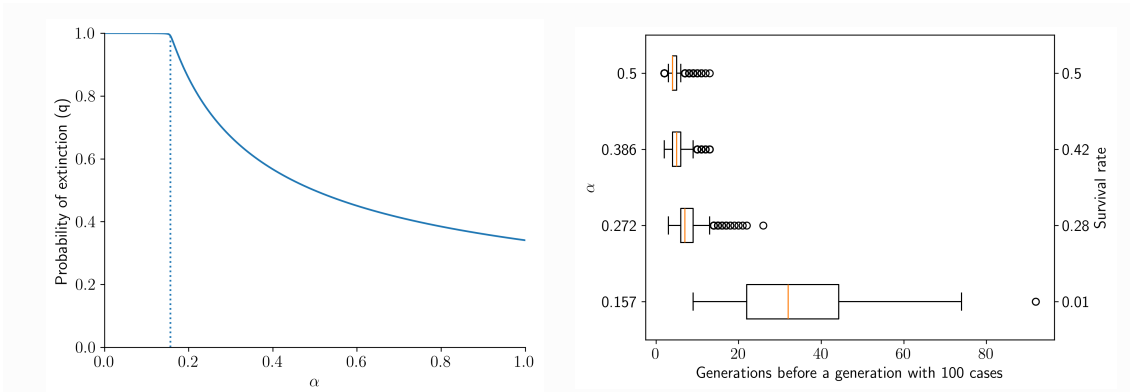 Probability of extinction (q)
1.0
0.8
0.6
0.4
0.2
0.0
0.0 0.2 0.4 0.6 0.8 1.0
α
α
0.5
0.386
0.272
0.157
0.5
0.42
0.28
0.01
Survival rate
0 20 40 60 80
Generations before a generation with 100 cases